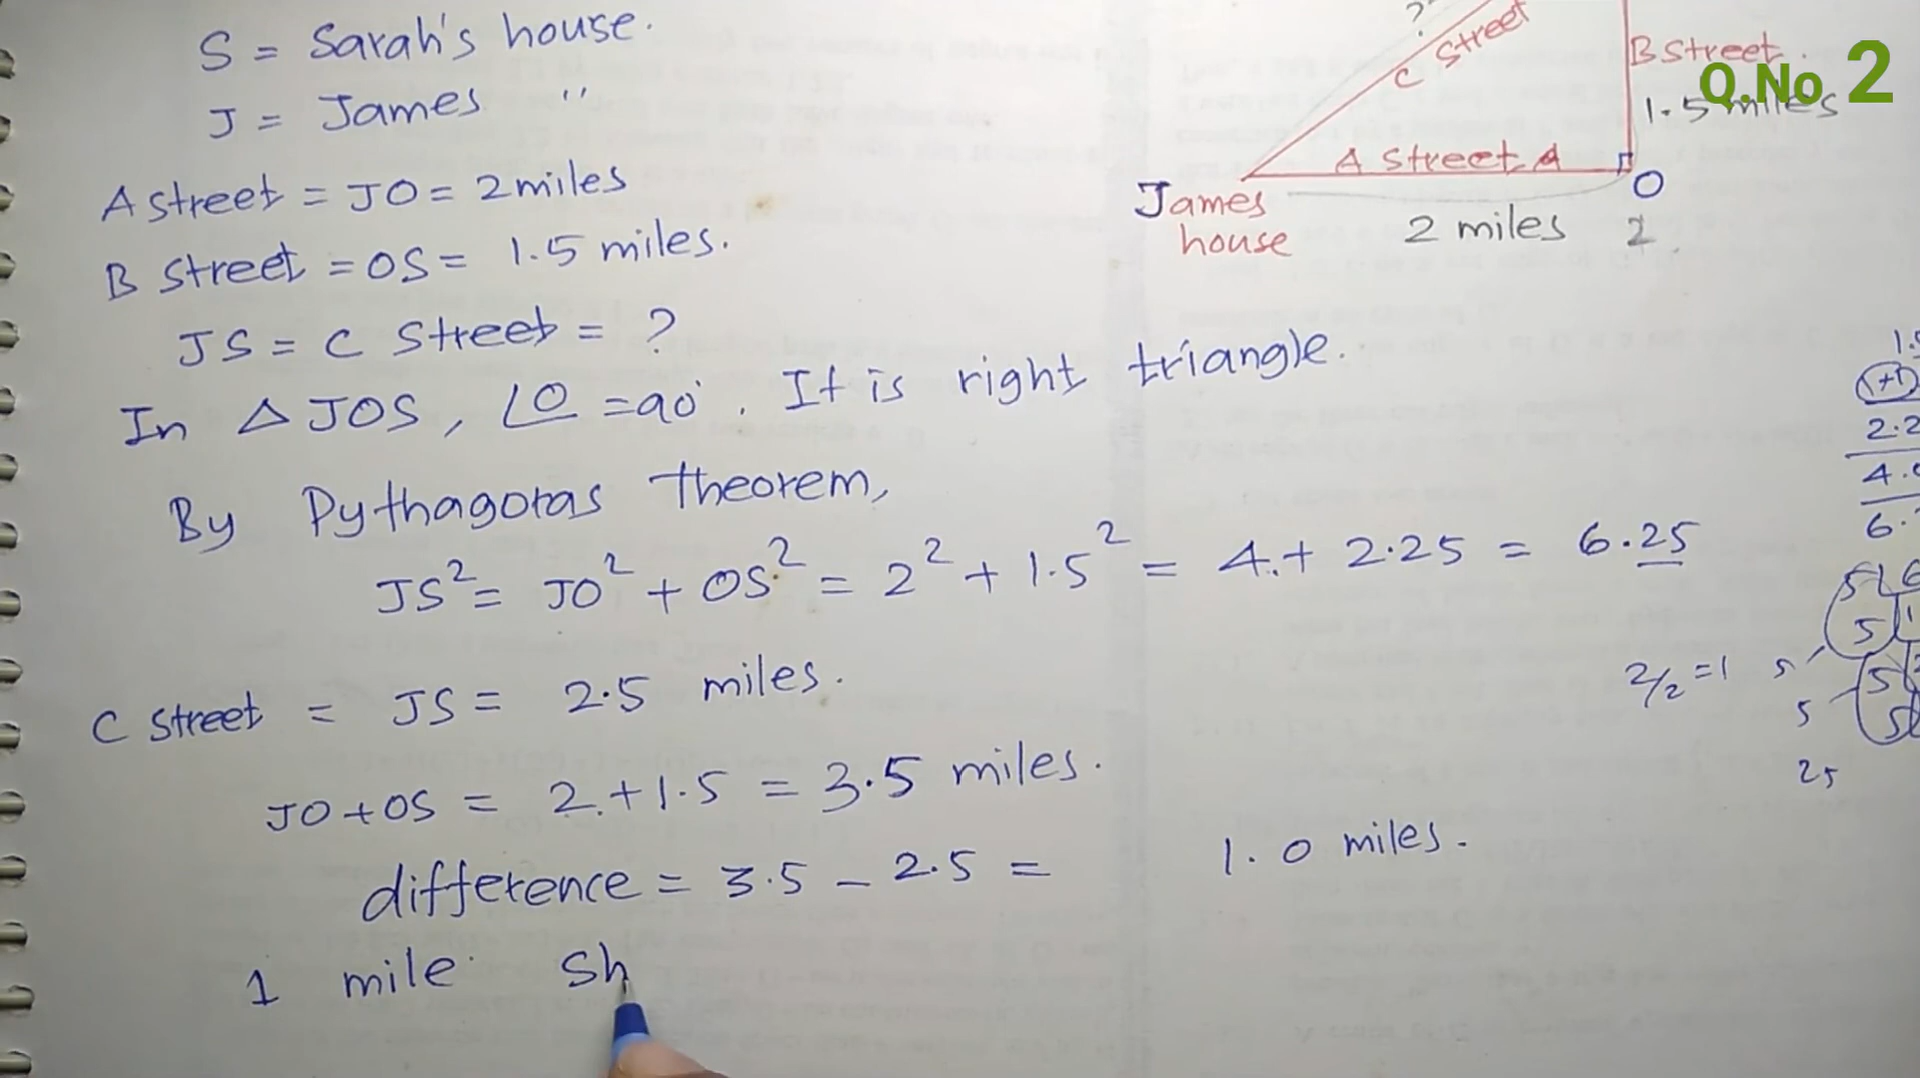 S = Sarah's house.
J = James "
A street = JO = 2 miles
B street = OS = 1.5 miles.
JS = C street = ?
In △ JOS, ∠O = 90°. It is right triangle.
By Pythagoras theorem,
JS² = JO² + OS² = 2² + 1.5² = 4 + 2.25 = 6.25
C street = JS = 2.5 miles.
JO + OS = 2 + 1.5 = 3.5 miles.
difference = 3.5 - 2.5 = 1.0 miles.
1 mile Sh
?
C Street
B Street
Q.No 2
1.5 miles
A Street A
James
house
O
2 miles
2/2 = 1
5
5
25